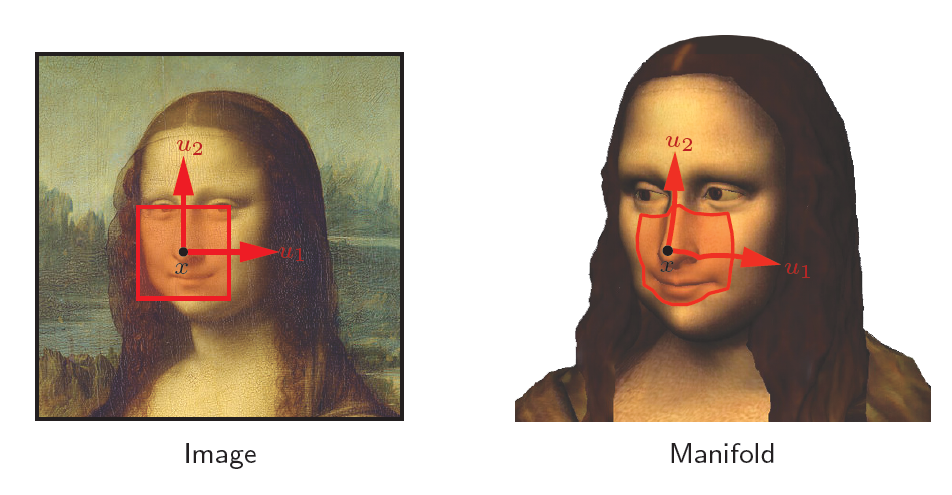 u₂
u₁
x
Image
u₂
u₁
x
Manifold